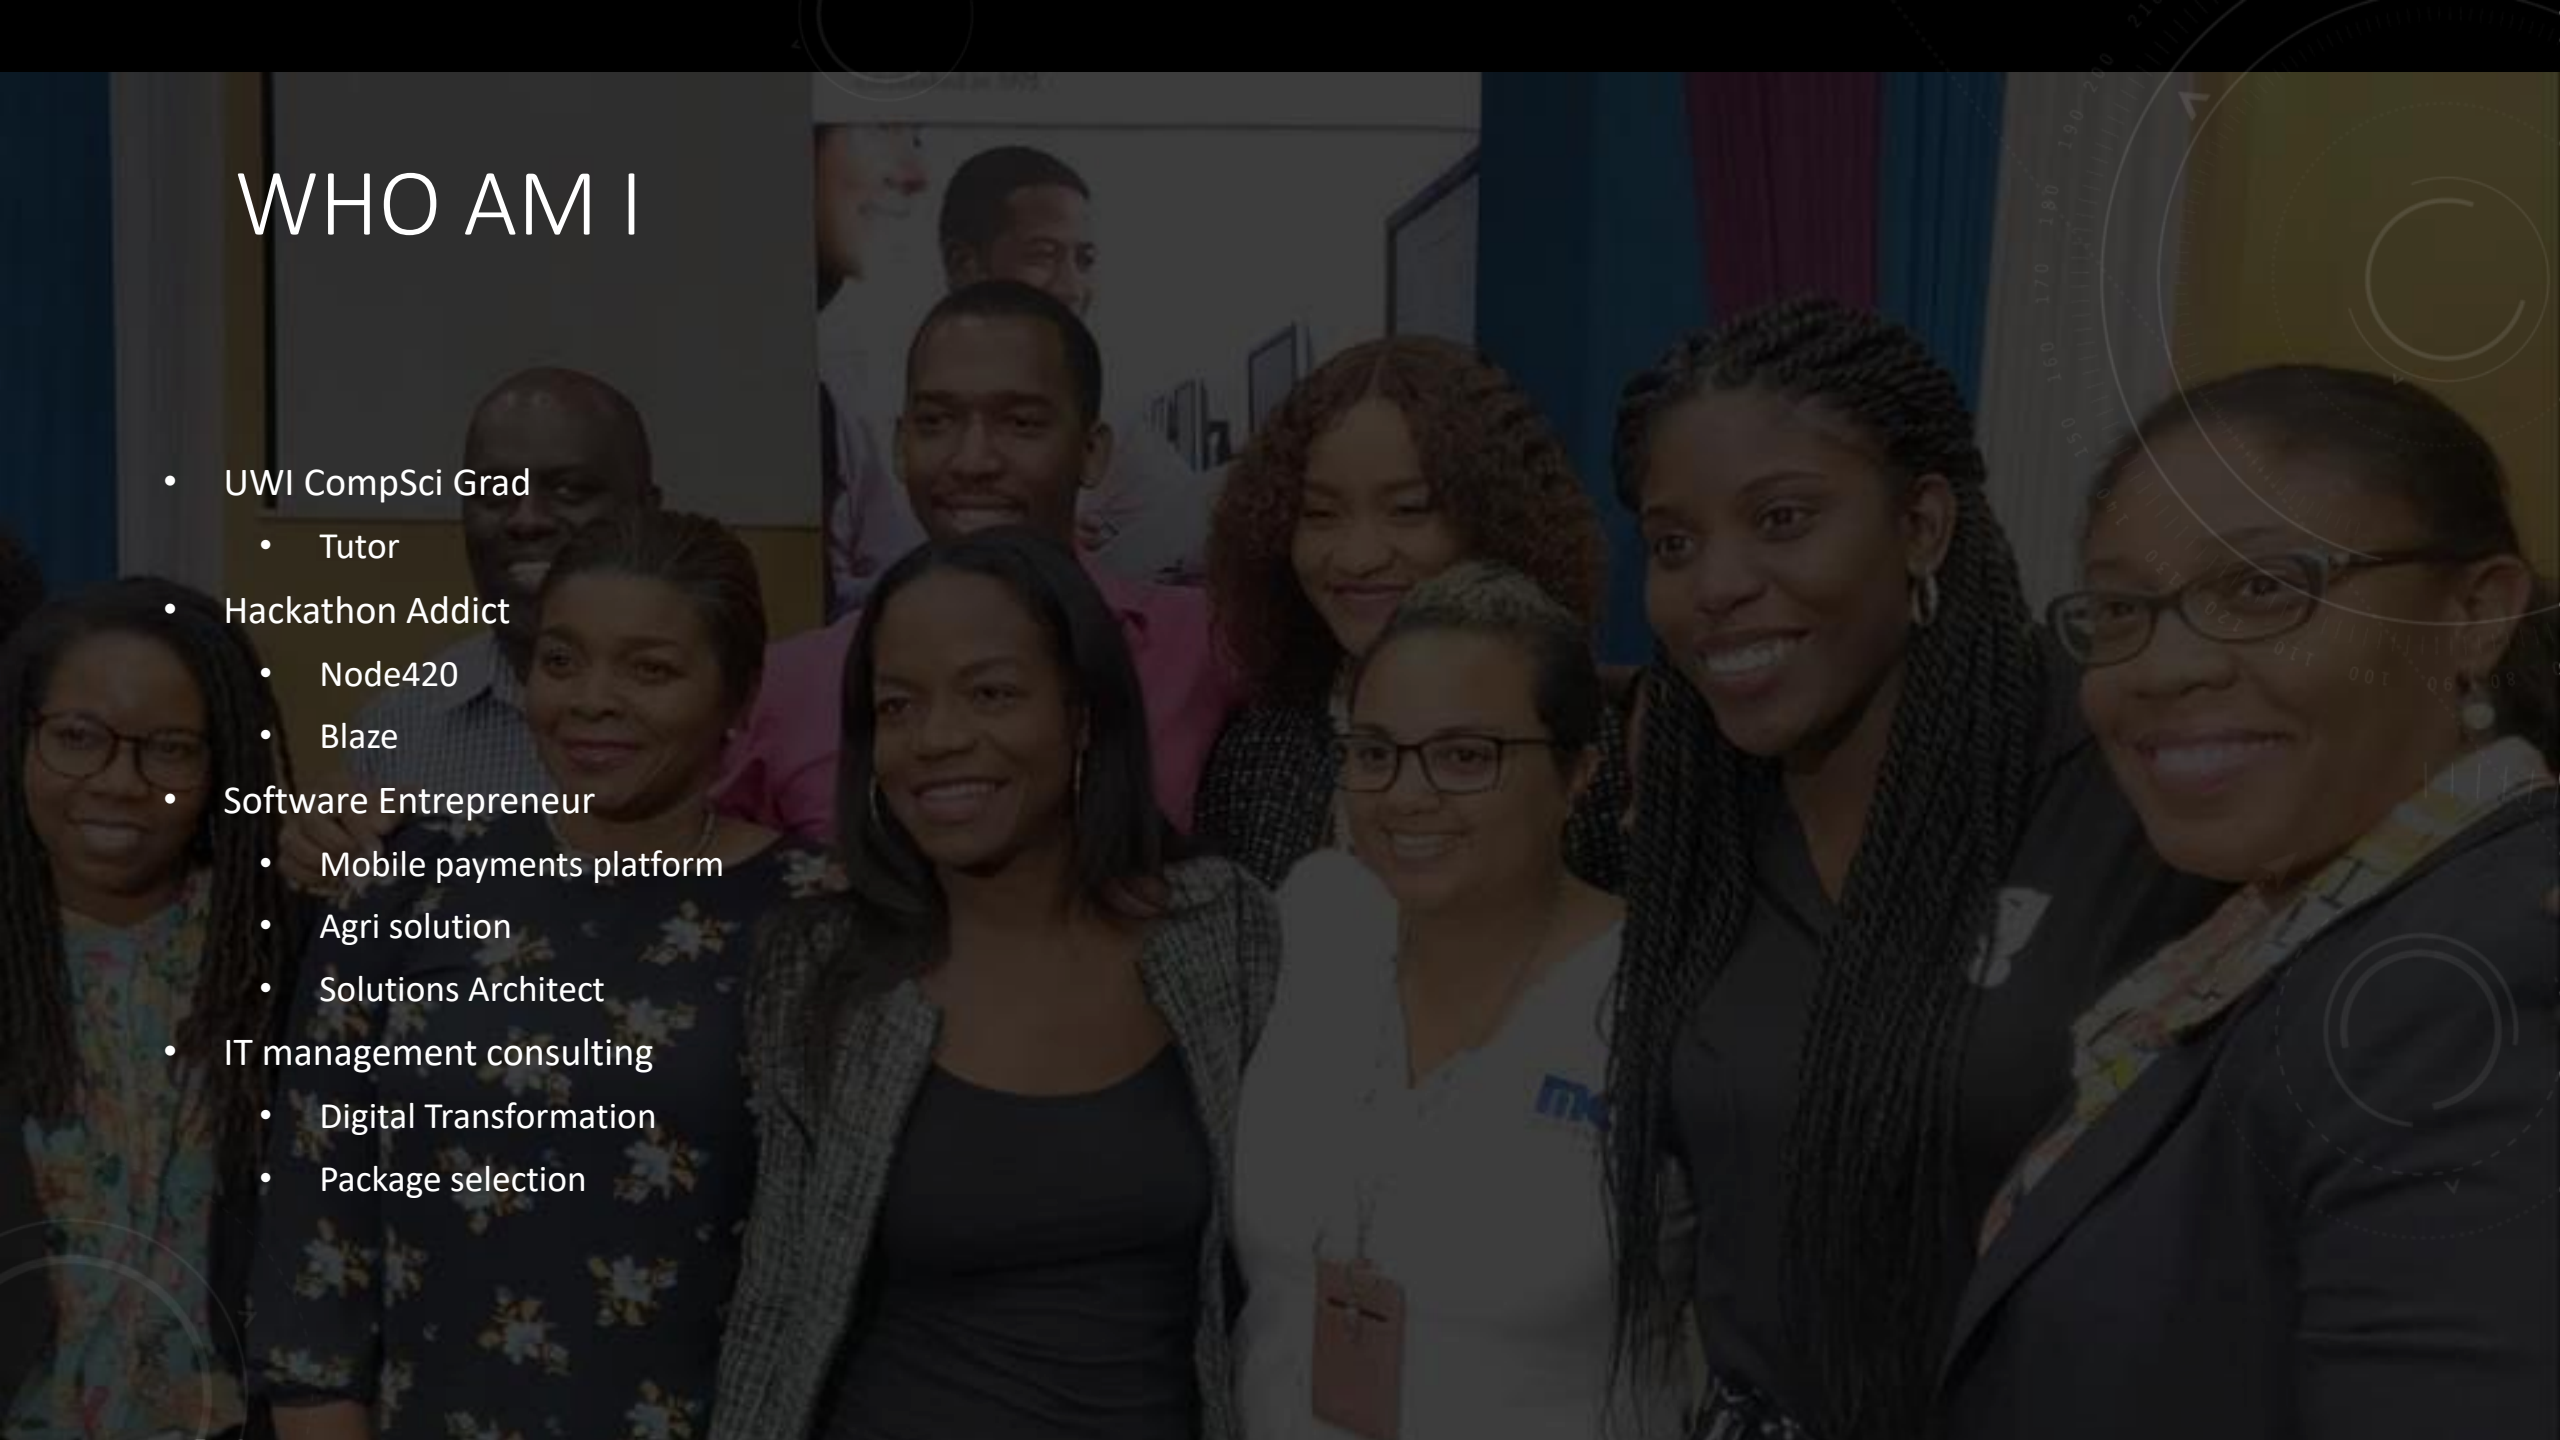 WHO AM I
• UWI CompSci Grad
• Tutor
• Hackathon Addict
• Node420
• Blaze
• Software Entrepreneur
• Mobile payments platform
• Agri solution
• Solutions Architect
• IT management consulting
• Digital Transformation
• Package selection